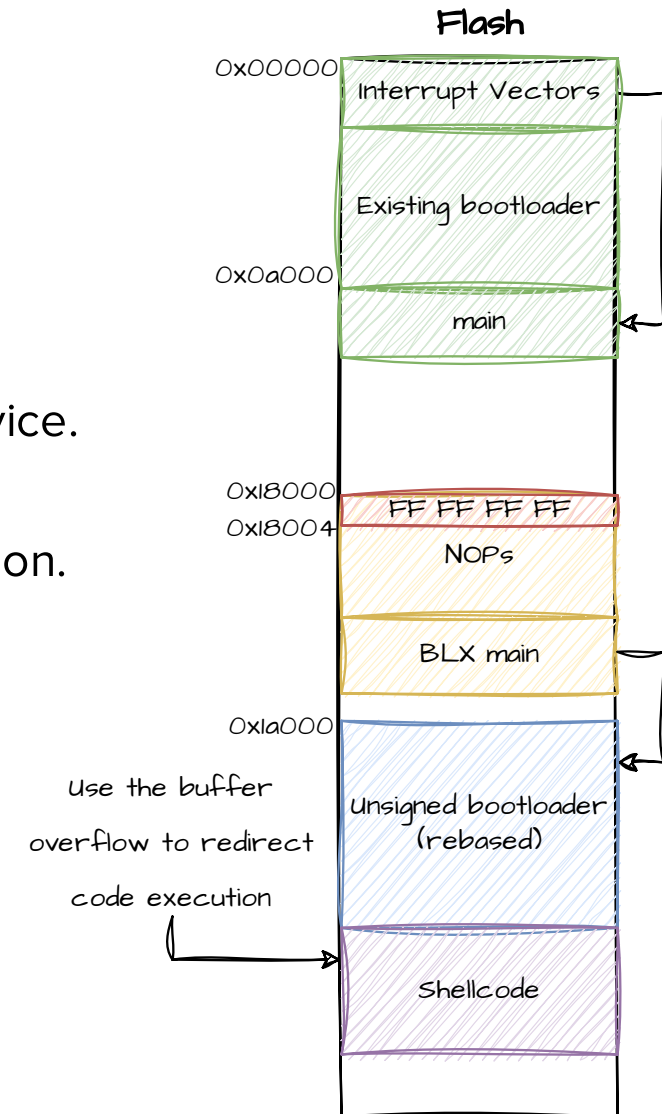 Flash
0x00000
Interrupt Vectors
Existing bootloader
0x0a000
main
vice.
0x18000
FF FF FF FF
0x18004
NOPs
on.
BLX main
0x1a000
Use the buffer
overflow to redirect
code execution
Unsigned bootloader
(rebased)
Shellcode